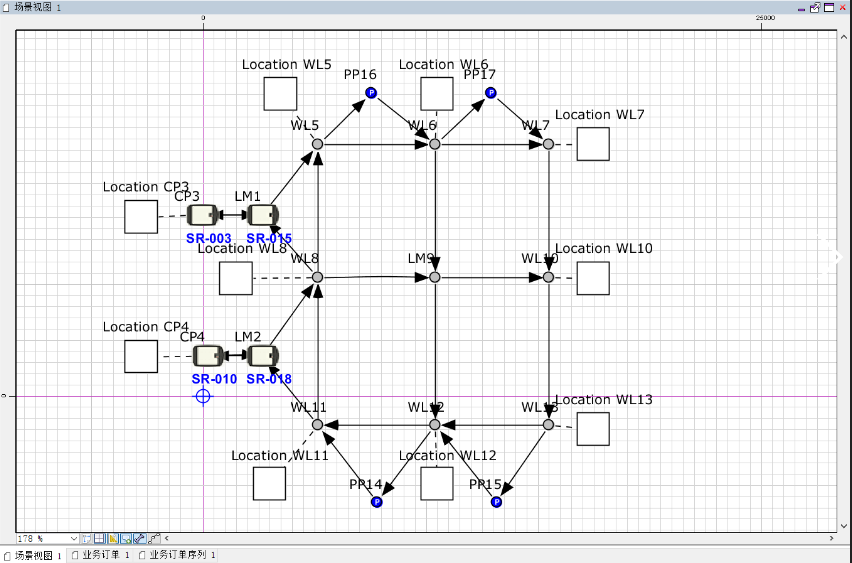 场景视图 1
0
25000
Location WL5
Location WL6
PP16
PP17
Location WL7
WL5
WL6
WL7
Location CP3
CP3
LM1
SR-003
SR-015
Location WL8
WL8
LM9
WL10
Location WL10
Location CP4
CP4
LM2
SR-010
SR-018
0
WL11
WL12
WL13
Location WL13
Location WL11
Location WL12
PP14
PP15
178 %
场景视图 1
业务订单 1
业务订单序列 1